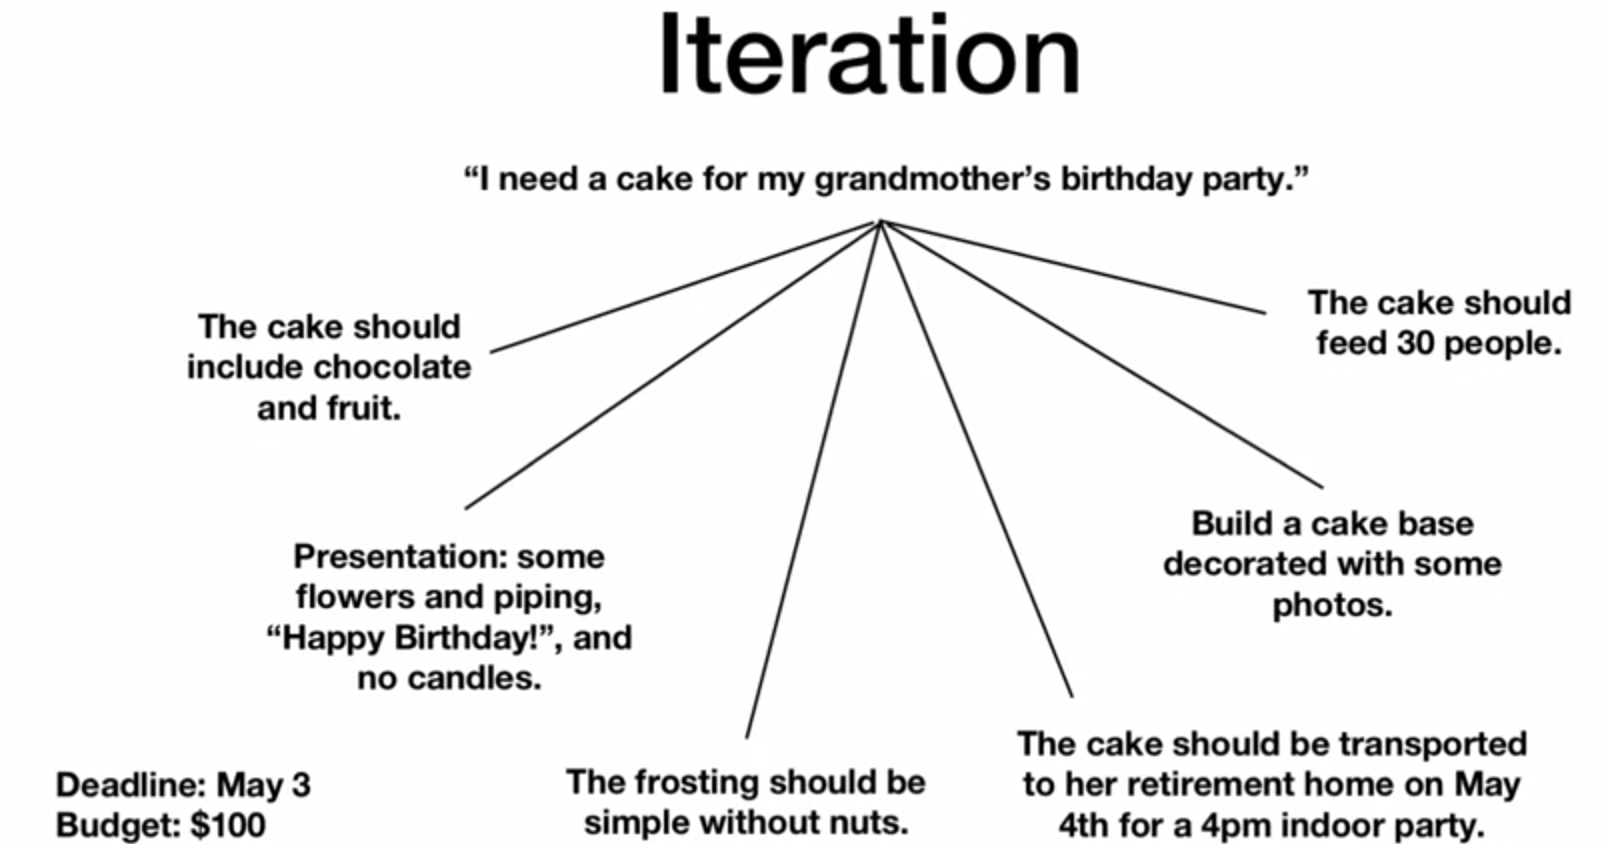 Iteration
“I need a cake for my grandmother’s birthday party.”
The cake should
include chocolate
and fruit.
The cake should
feed 30 people.
Presentation: some
flowers and piping,
“Happy Birthday!”, and
no candles.
Build a cake base
decorated with some
photos.
Deadline: May 3
Budget: $100
The frosting should be
simple without nuts.
The cake should be transported
to her retirement home on May
4th for a 4pm indoor party.